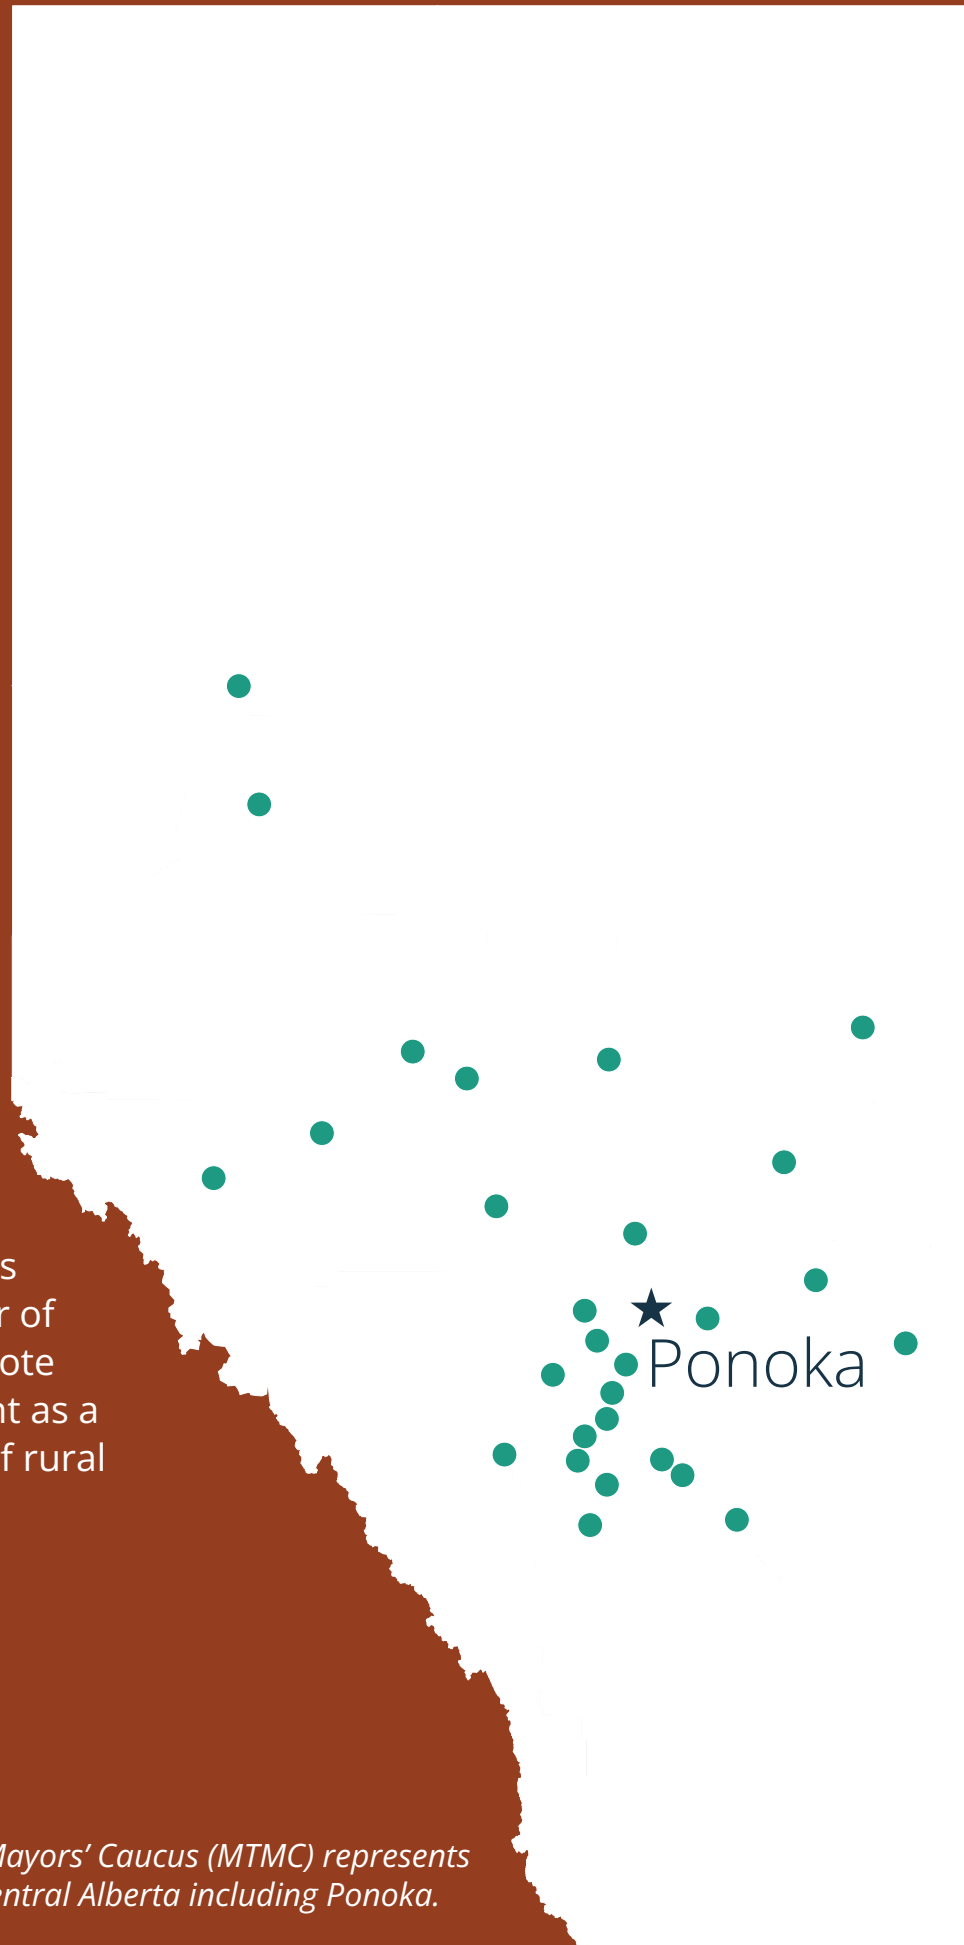 s
r of
ote
nt as a
f rural
Ponoka
Mayors’ Caucus (MTMC) represents
entral Alberta including Ponoka.